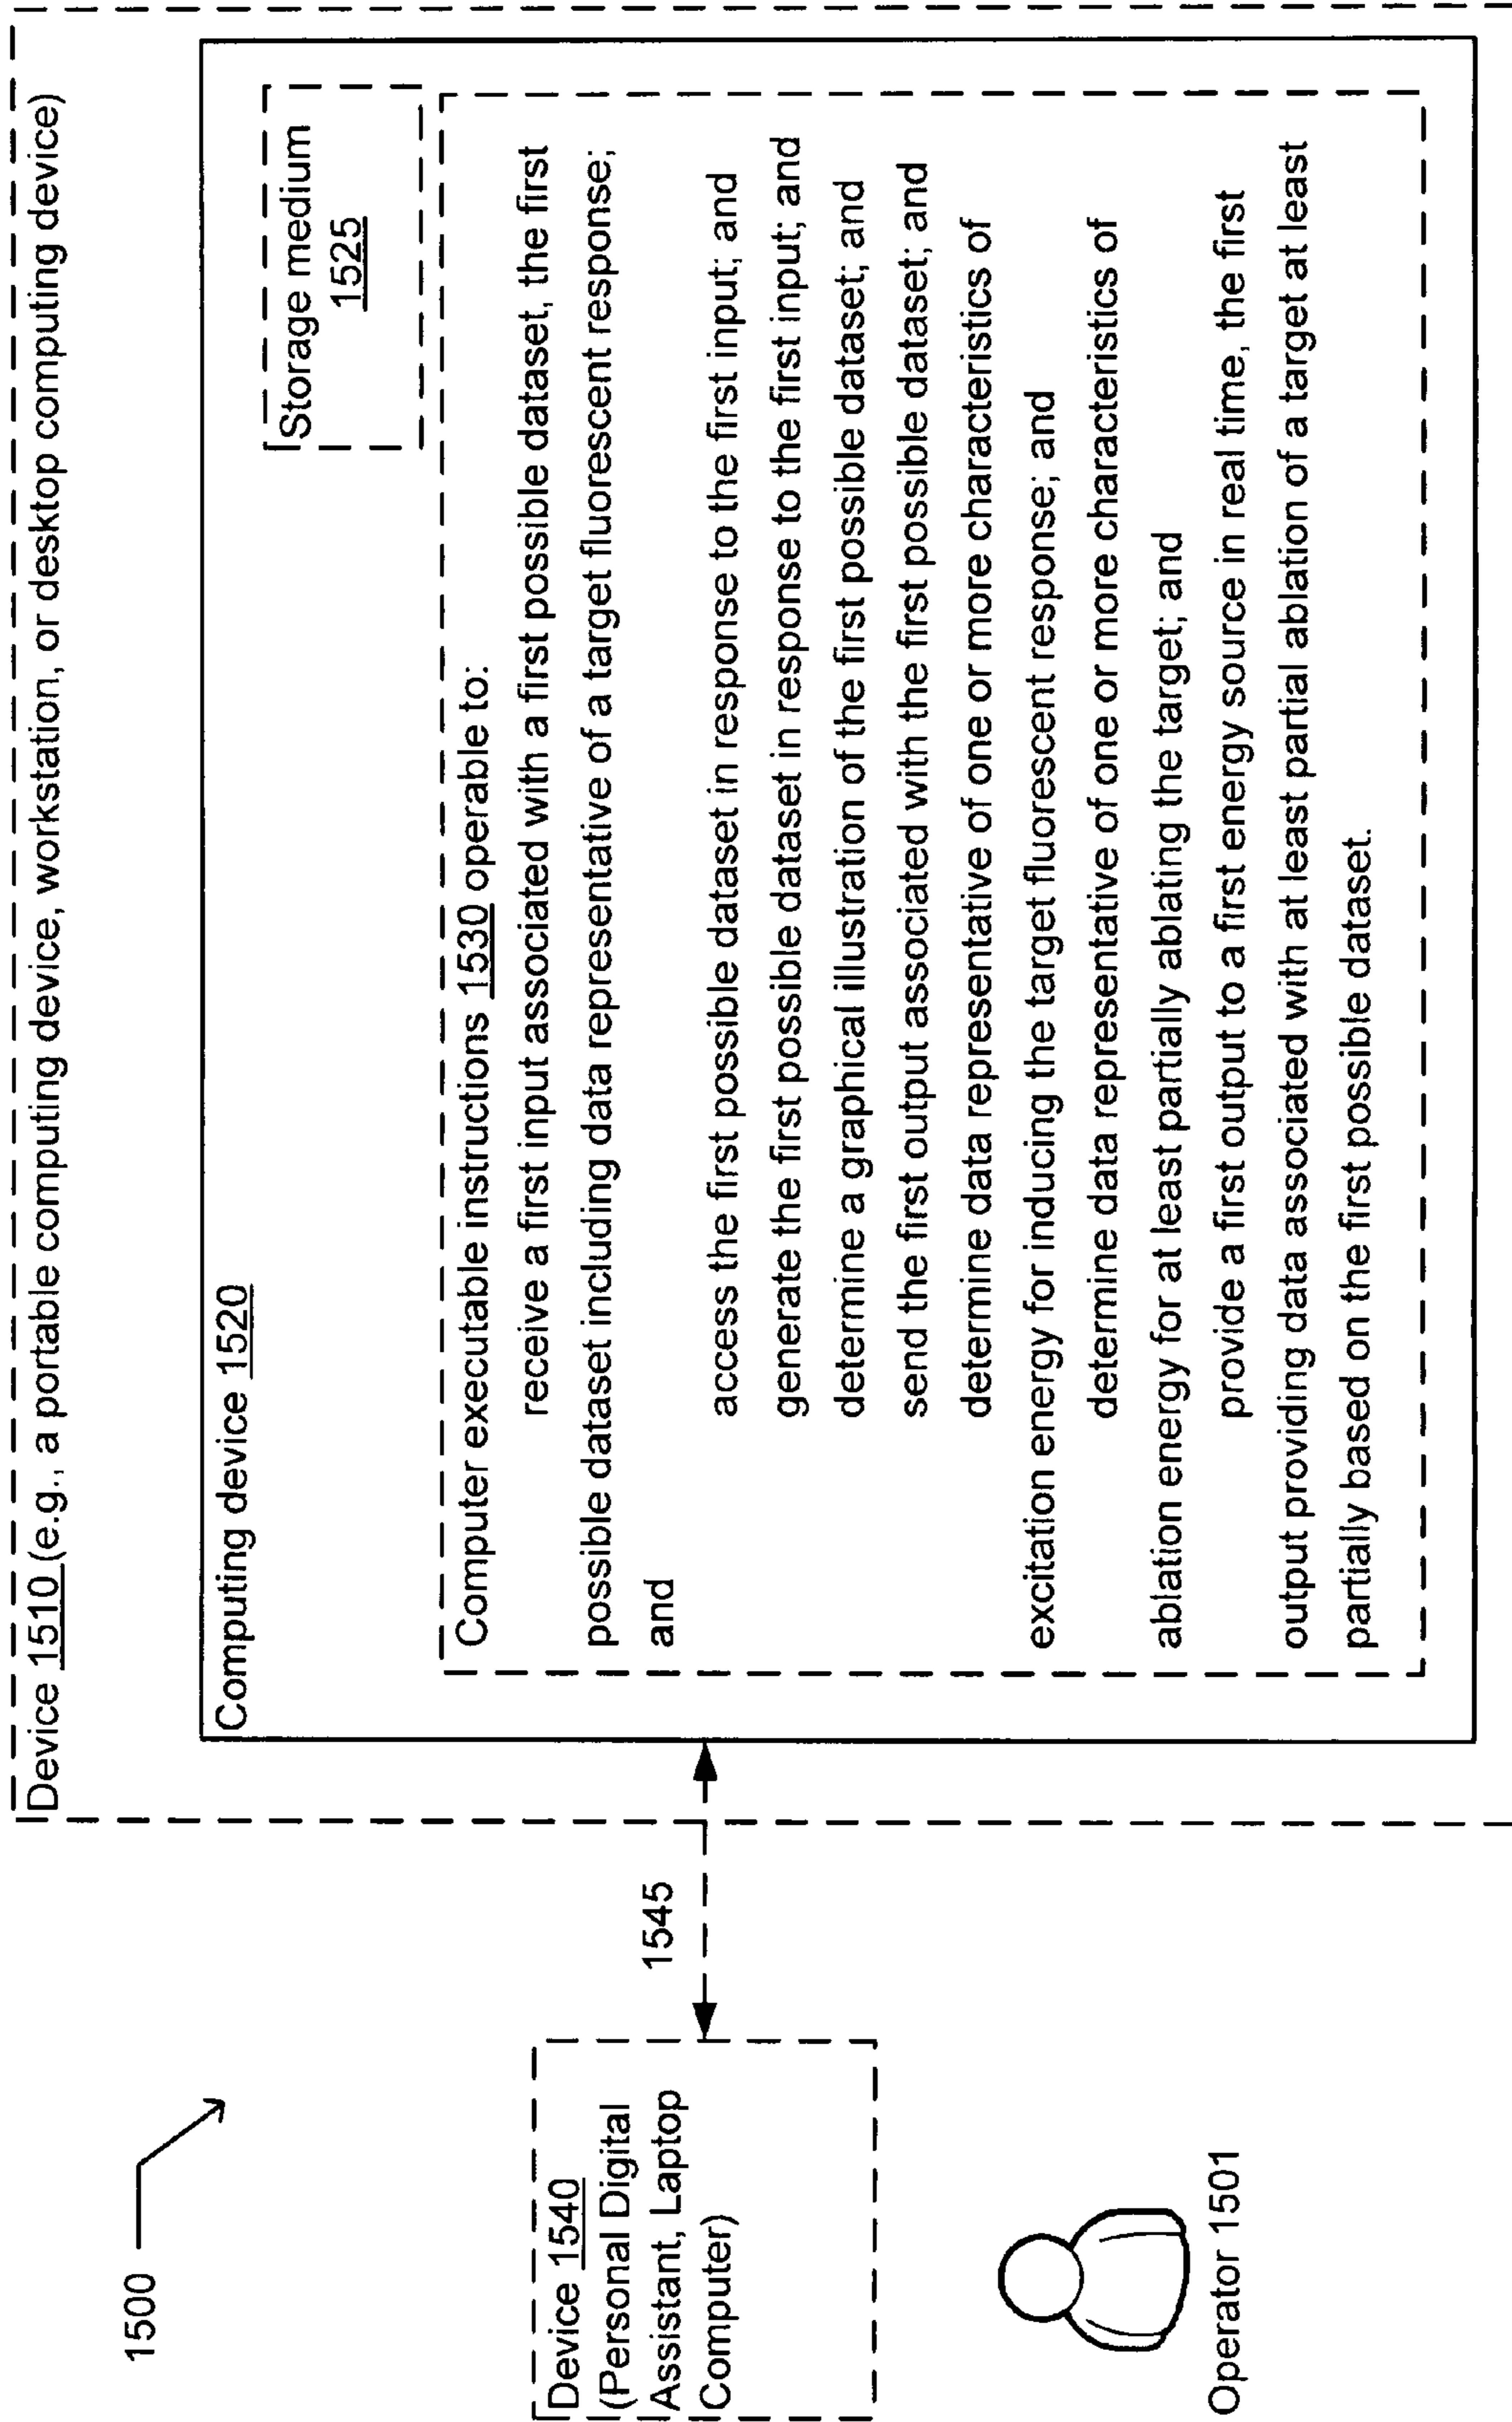 1500
Device 1510 (e.g., a portable computing device, workstation, or desktop computing device)
Computing device 1520
Storage medium
1525
Computer executable instructions 1530 operable to:
receive a first input associated with a first possible dataset, the first
possible dataset including data representative of a target fluorescent response;
and
access the first possible dataset in response to the first input; and
generate the first possible dataset in response to the first input; and
determine a graphical illustration of the first possible dataset; and
send the first output associated with the first possible dataset; and
determine data representative of one or more characteristics of
excitation energy for inducing the target fluorescent response; and
determine data representative of one or more characteristics of
ablation energy for at least partially ablating the target; and
provide a first output to a first energy source in real time, the first
output providing data associated with at least partial ablation of a target at least
partially based on the first possible dataset.
1545
Device 1540
(Personal Digital
Assistant, Laptop
Computer)
Operator 1501